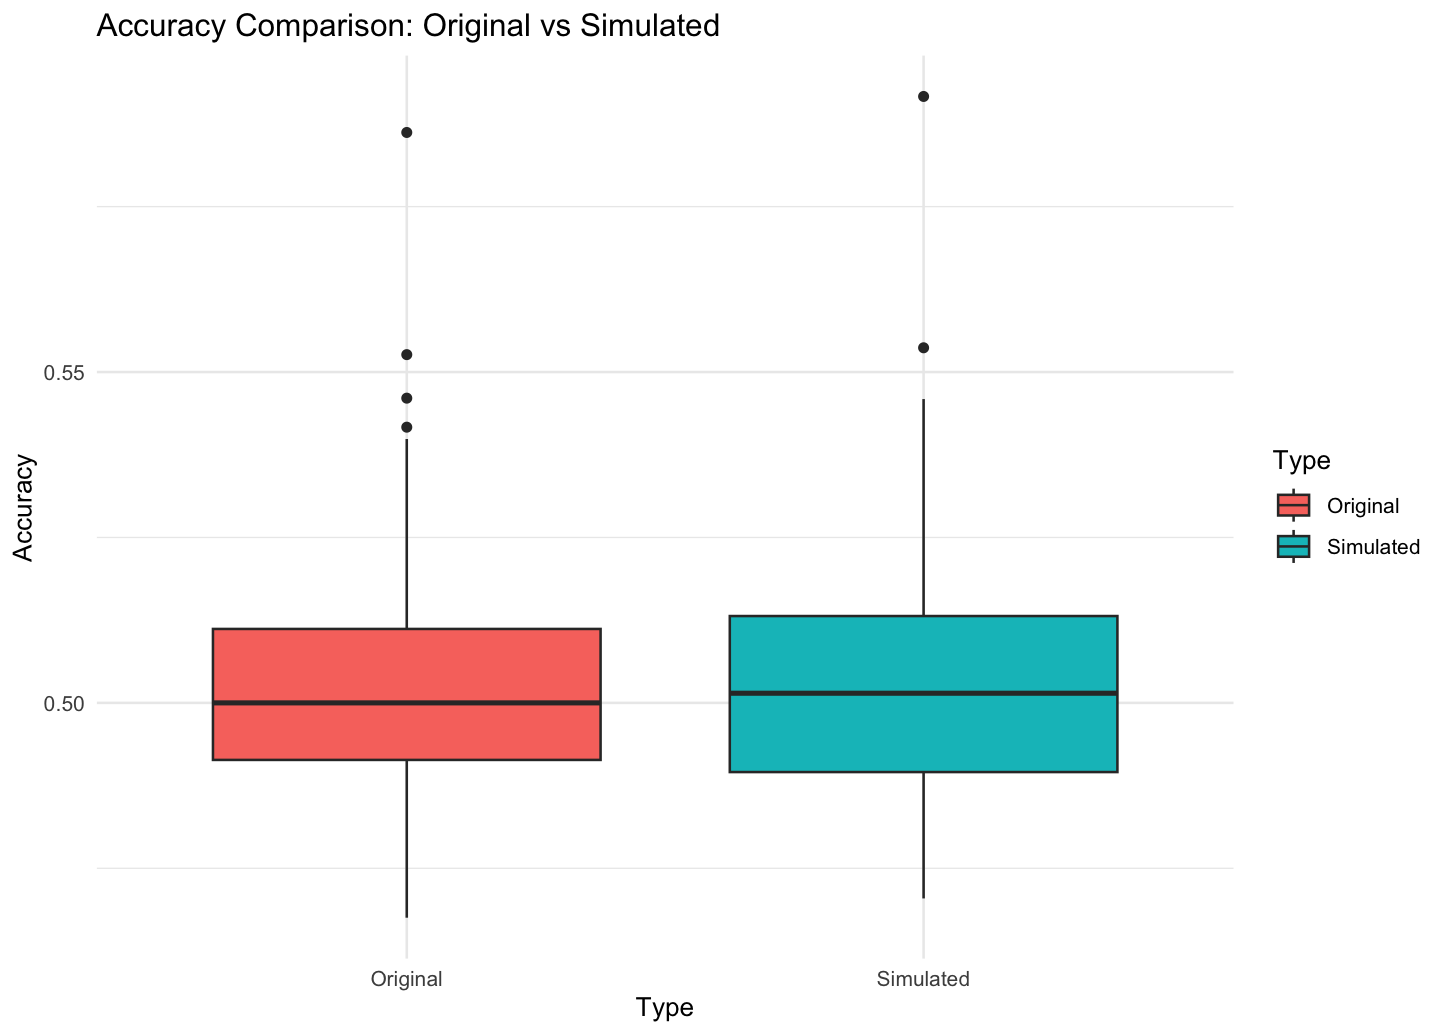 Accuracy Comparison: Original vs Simulated
Accuracy
0.55
0.50
Original
Simulated
Type
Type
Original
Simulated